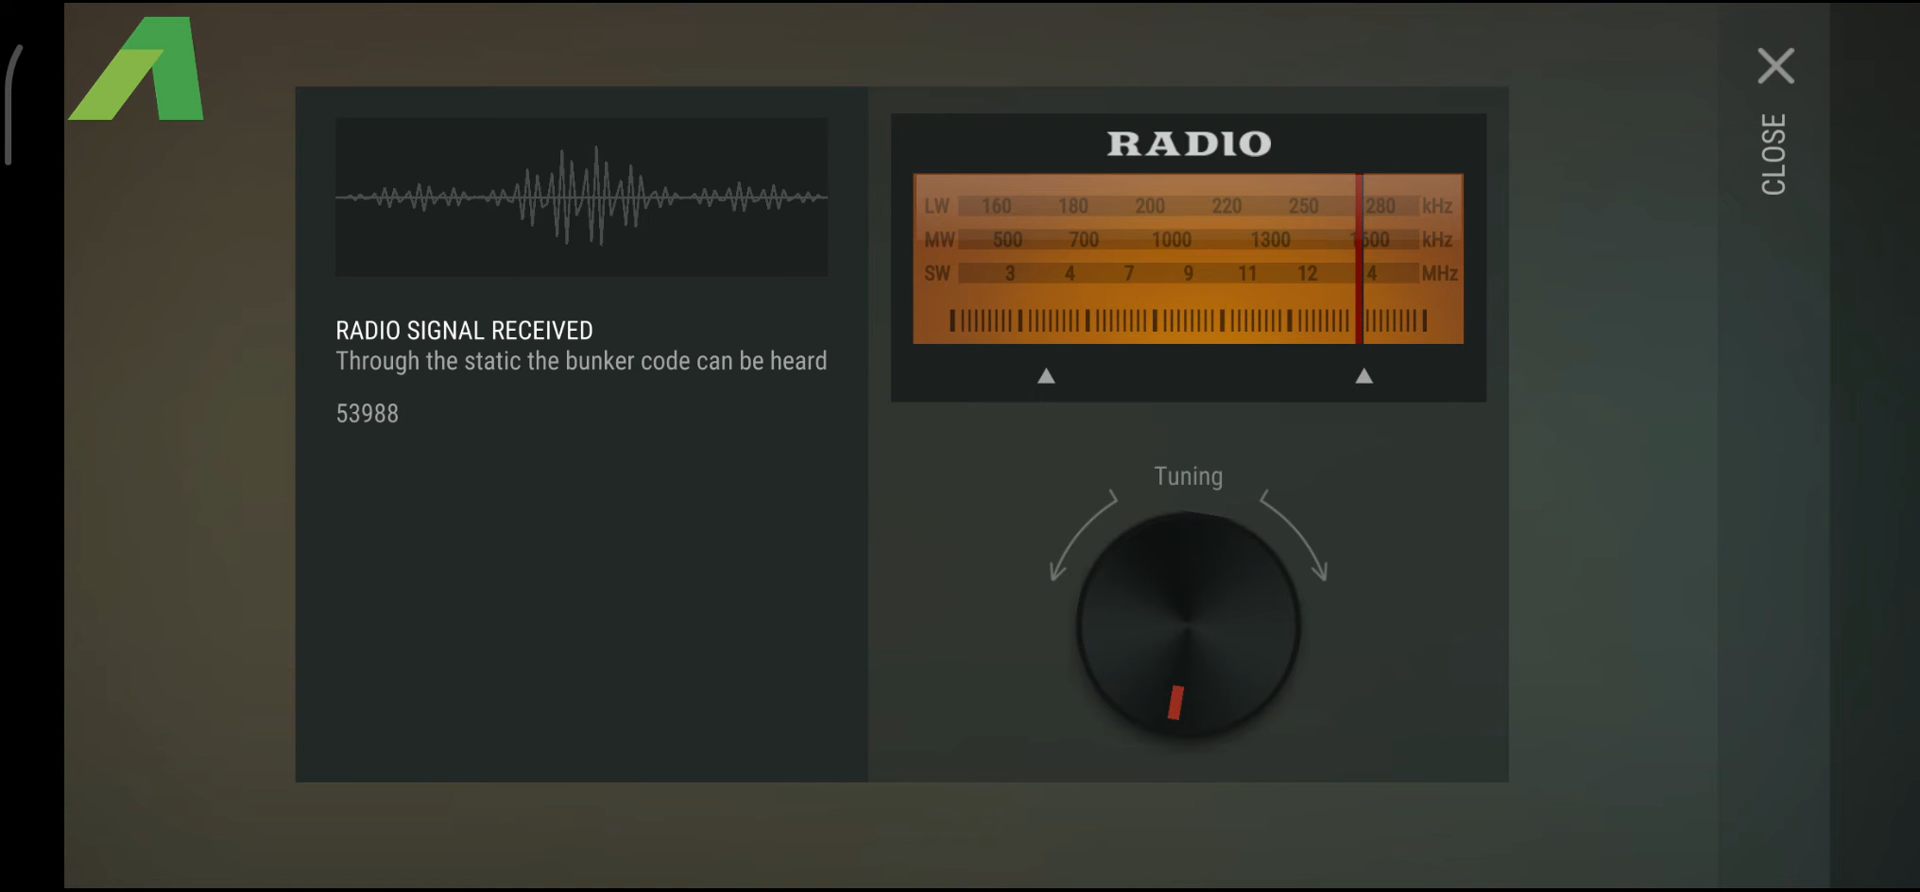 RADIO SIGNAL RECEIVED
Through the static the bunker code can be heard
53988
RADIO
LW 160 180 200 220 250 280 kHz
MW 500 700 1000 1300 1600 kHz
SW 3 4 7 9 11 12 4 MHz
Tuning
CLOSE